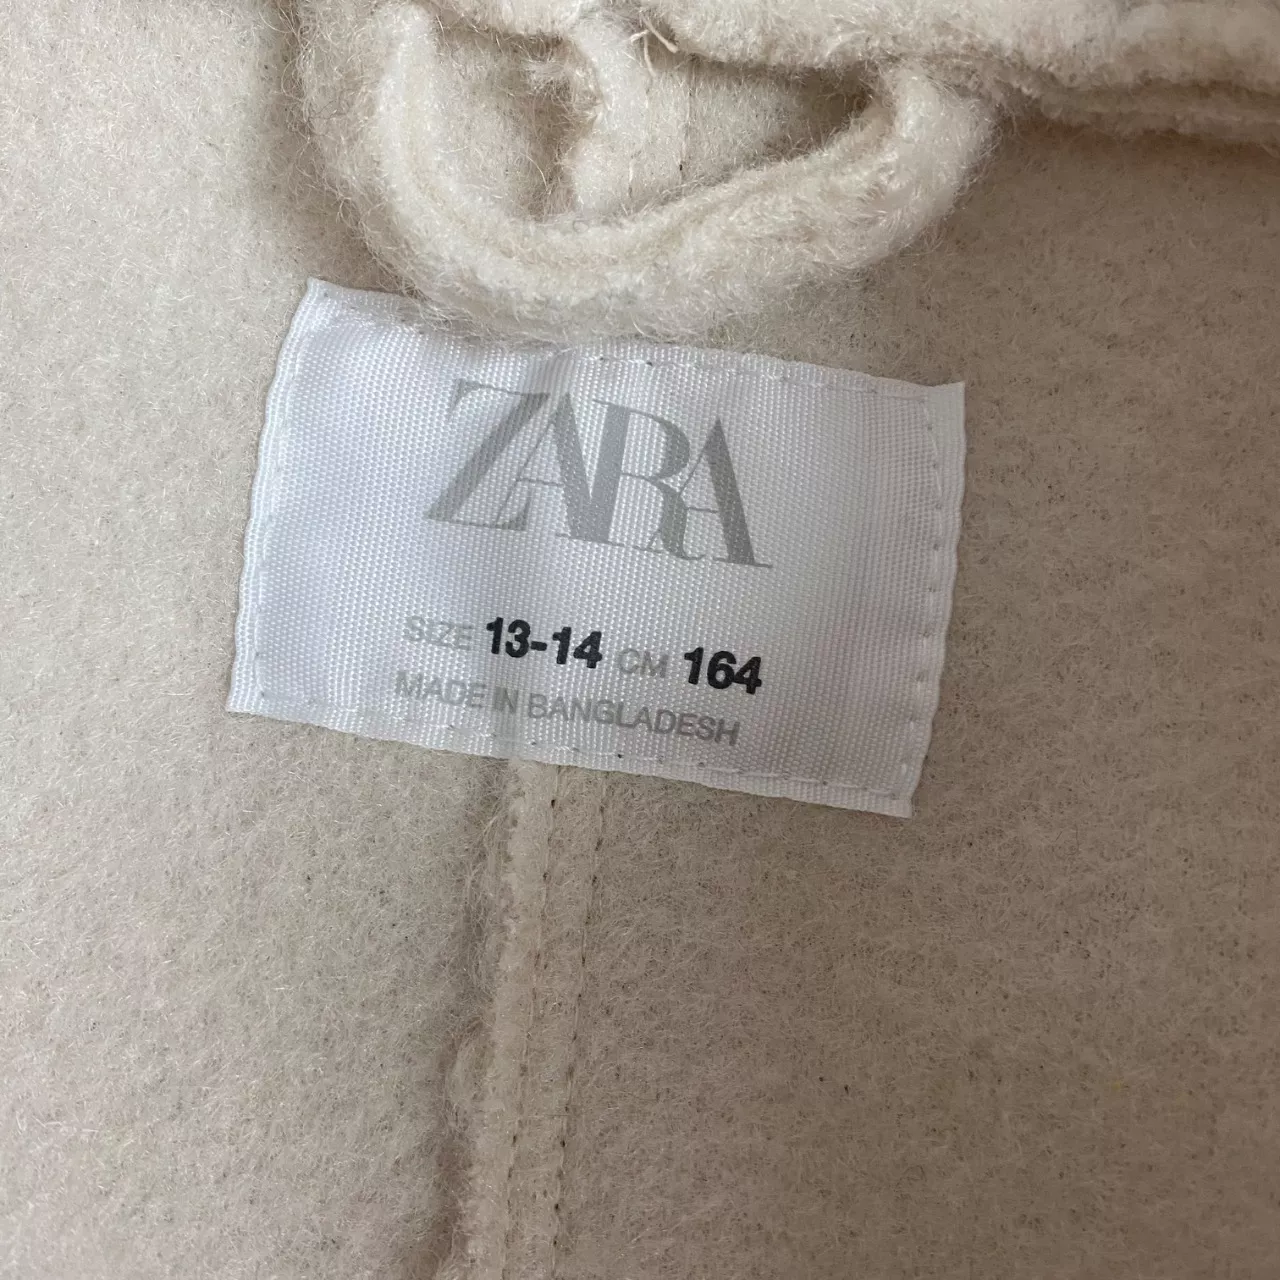 ZARA
SIZE 13-14 CM 164
MADE IN BANGLADESH